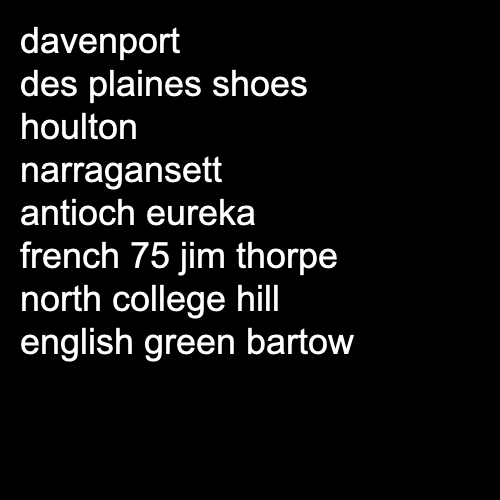 davenport
des plaines shoes
houlton
narragansett
antioch eureka
french 75 jim thorpe
north college hill
english green bartow